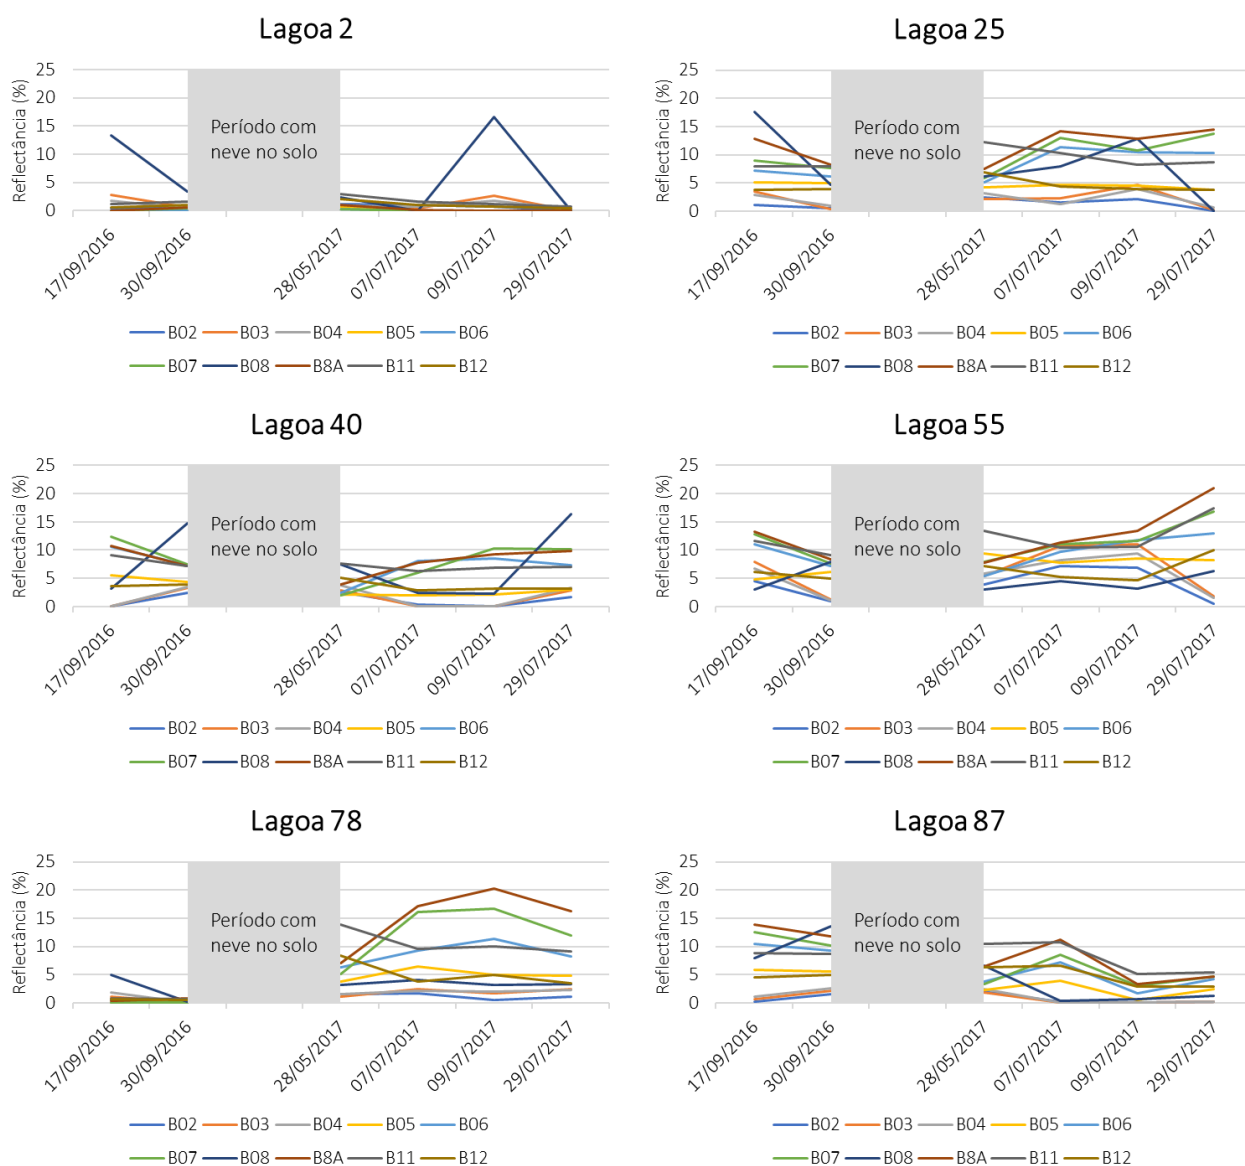 Lagoa 2
Reflectância (%)
25
20
15
10
5
0
Período com
neve no solo
17/09/2016
30/09/2016
28/05/2017
07/07/2017
09/07/2017
29/07/2017
B02 B03 B04 B05 B06
B07 B08 B8A B11 B12
Lagoa 25
Reflectância (%)
25
20
15
10
5
0
Período com
neve no solo
17/09/2016
30/09/2016
28/05/2017
07/07/2017
09/07/2017
29/07/2017
B02 B03 B04 B05 B06
B07 B08 B8A B11 B12
Lagoa 40
Reflectância (%)
25
20
15
10
5
0
Período com
neve no solo
17/09/2016
30/09/2016
28/05/2017
07/07/2017
09/07/2017
29/07/2017
B02 B03 B04 B05 B06
B07 B08 B8A B11 B12
Lagoa 55
Reflectância (%)
25
20
15
10
5
0
Período com
neve no solo
17/09/2016
30/09/2016
28/05/2017
07/07/2017
09/07/2017
29/07/2017
B02 B03 B04 B05 B06
B07 B08 B8A B11 B12
Lagoa 78
Reflectância (%)
25
20
15
10
5
0
Período com
neve no solo
17/09/2016
30/09/2016
28/05/2017
07/07/2017
09/07/2017
29/07/2017
B02 B03 B04 B05 B06
B07 B08 B8A B11 B12
Lagoa 87
Reflectância (%)
25
20
15
10
5
0
Período com
neve no solo
17/09/2016
30/09/2016
28/05/2017
07/07/2017
09/07/2017
29/07/2017
B02 B03 B04 B05 B06
B07 B08 B8A B11 B12